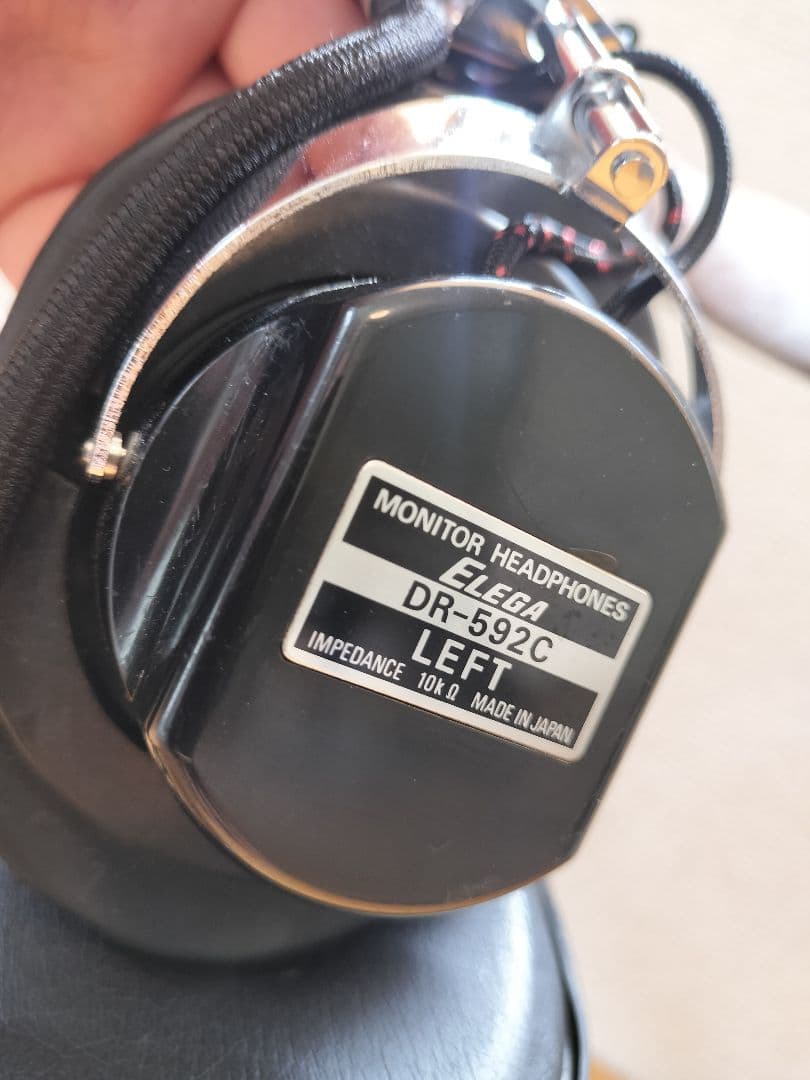 MONITOR HEADPHONES
ELEGA
DR-592C
LEFT
IMPEDANCE 10kΩ MADE IN JAPAN